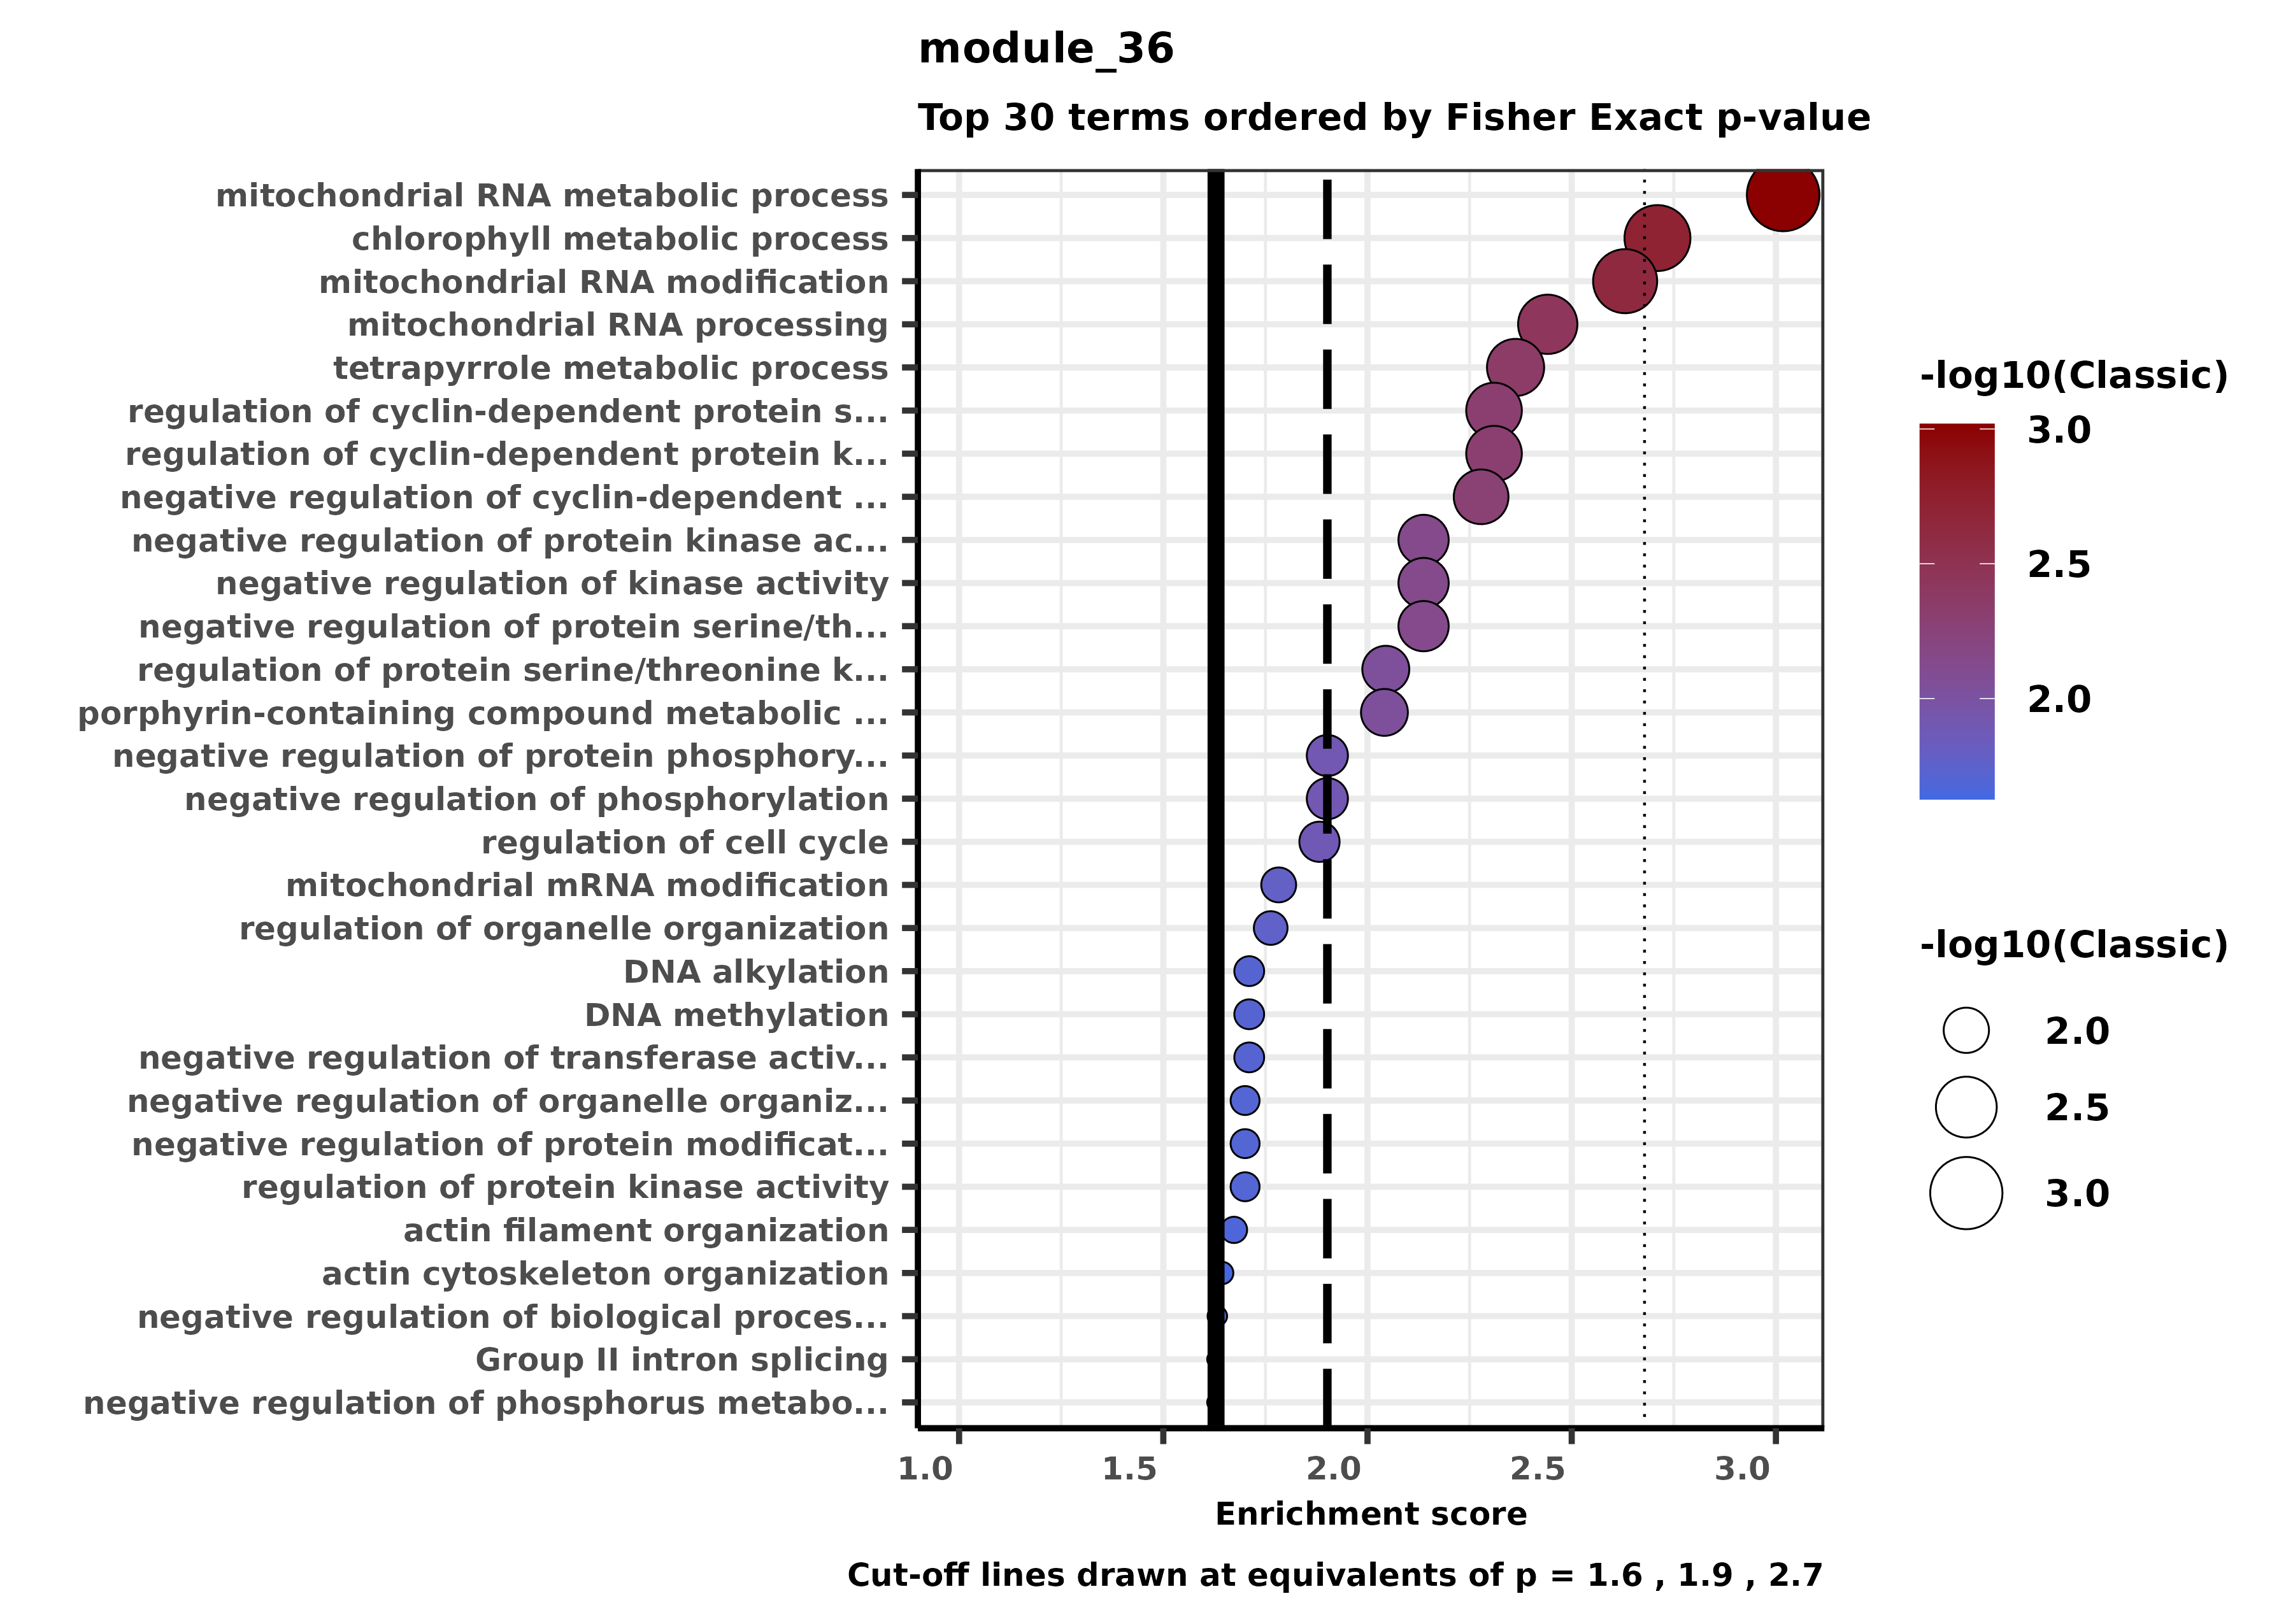 module_36
Top 30 terms ordered by Fisher Exact p-value
mitochondrial RNA metabolic process
chlorophyll metabolic process
mitochondrial RNA modification
mitochondrial RNA processing
tetrapyrrole metabolic process
regulation of cyclin-dependent protein s...
regulation of cyclin-dependent protein k...
negative regulation of cyclin-dependent ...
negative regulation of protein kinase ac...
negative regulation of kinase activity
negative regulation of protein serine/th...
regulation of protein serine/threonine k...
porphyrin-containing compound metabolic ...
negative regulation of protein phosphory...
negative regulation of phosphorylation
regulation of cell cycle
mitochondrial mRNA modification
regulation of organelle organization
DNA alkylation
DNA methylation
negative regulation of transferase activ...
negative regulation of organelle organiz...
negative regulation of protein modificat...
regulation of protein kinase activity
actin filament organization
actin cytoskeleton organization
negative regulation of biological proces...
Group II intron splicing
negative regulation of phosphorus metabo...
1.0 1.5 2.0 2.5 3.0
Enrichment score
Cut-off lines drawn at equivalents of p = 1.6 , 1.9 , 2.7
-log10(Classic)
3.0
2.5
2.0
-log10(Classic)
2.0
2.5
3.0